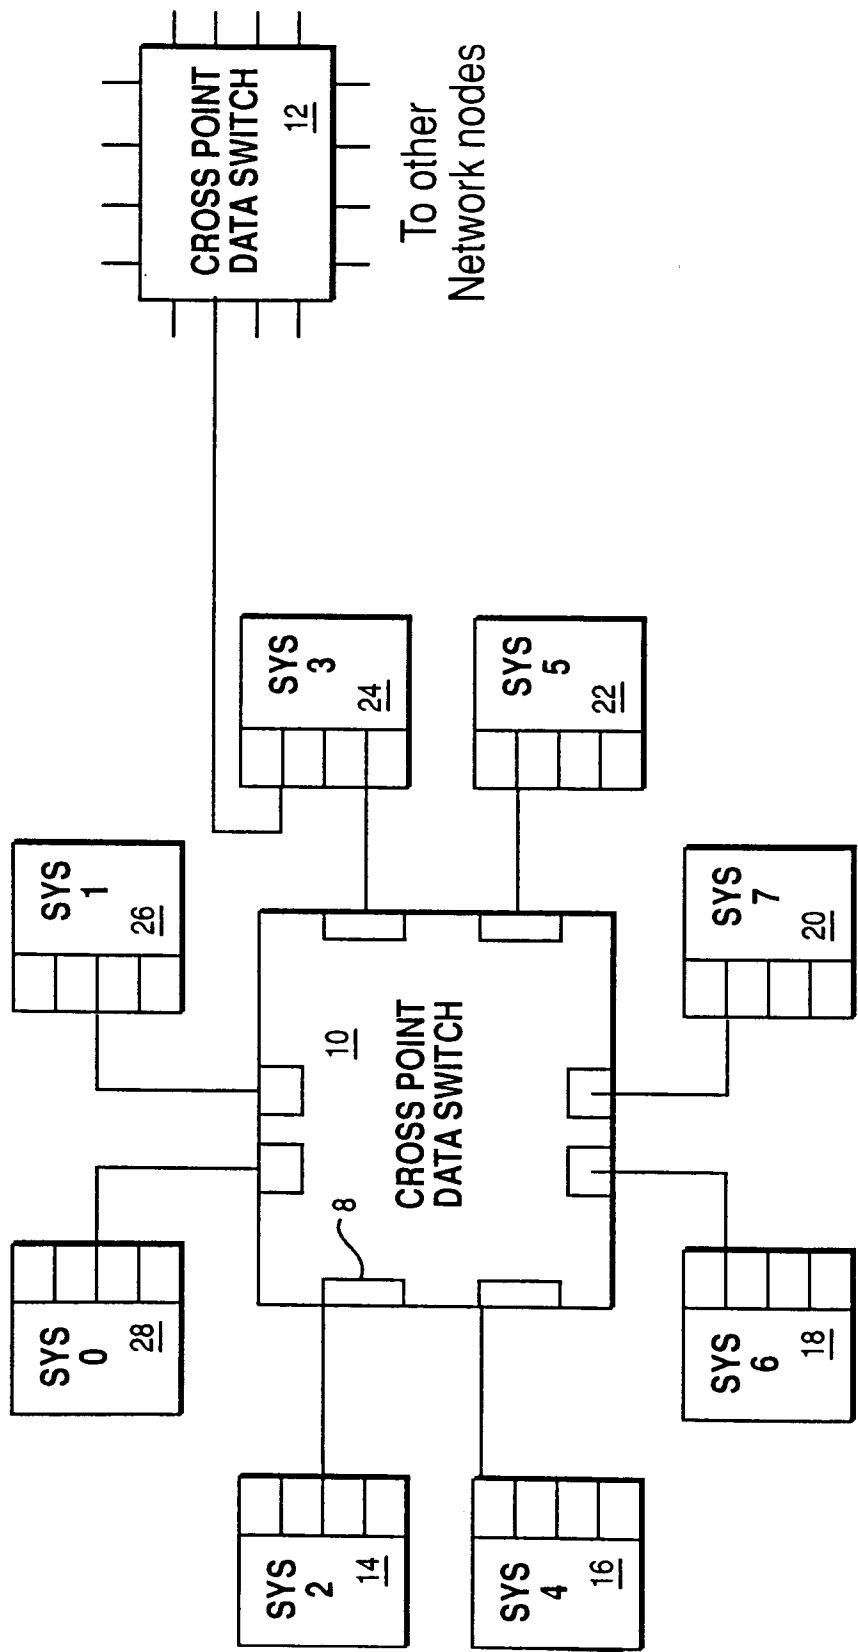 SYS
0
28
SYS
1
26
CROSS POINT
DATA SWITCH
12
To other
Network nodes
SYS
2
14
8
10
CROSS POINT
DATA SWITCH
SYS
3
24
SYS
4
16
SYS
5
22
SYS
6
18
SYS
7
20